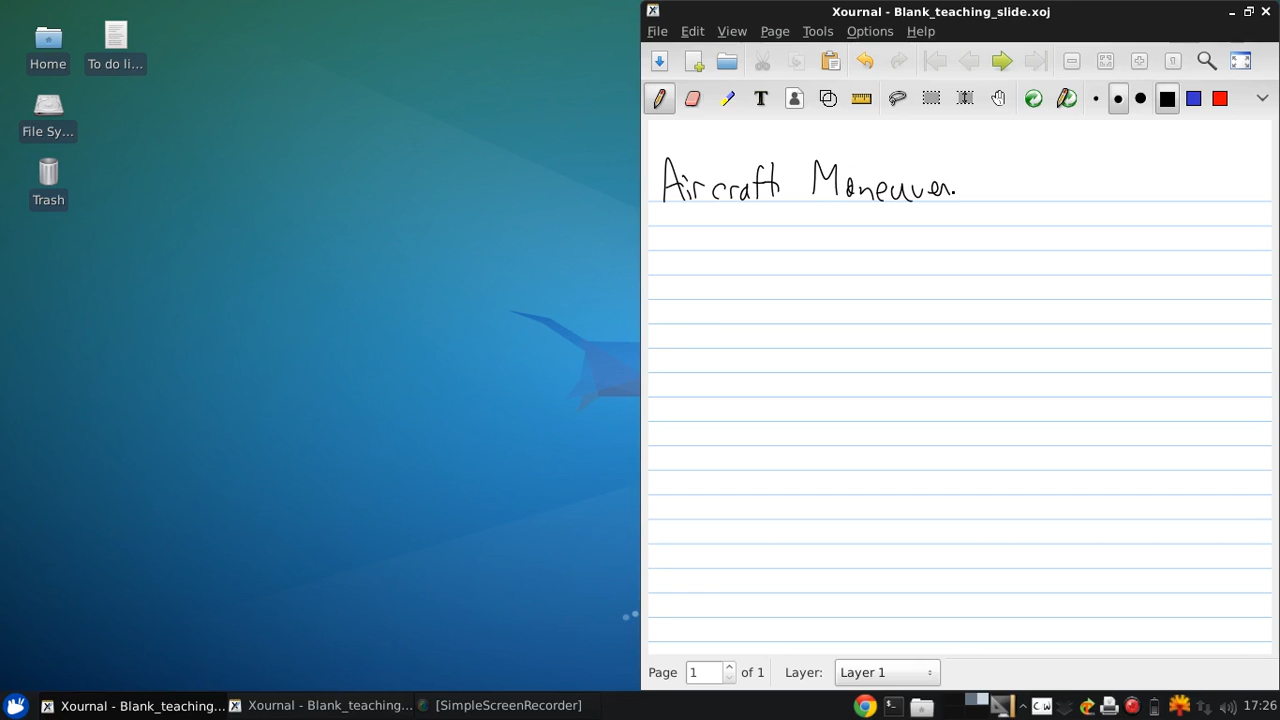 Xournal - Blank_teaching_slide.xoj
File Edit View Page Tools Options Help
Home
To do li...
File Sy...
Trash
Aircraft Maneuver.
Page 1 of 1 Layer: Layer 1
Xournal - Blank_teaching... Xournal - Blank_teaching... [SimpleScreenRecorder] 17:26